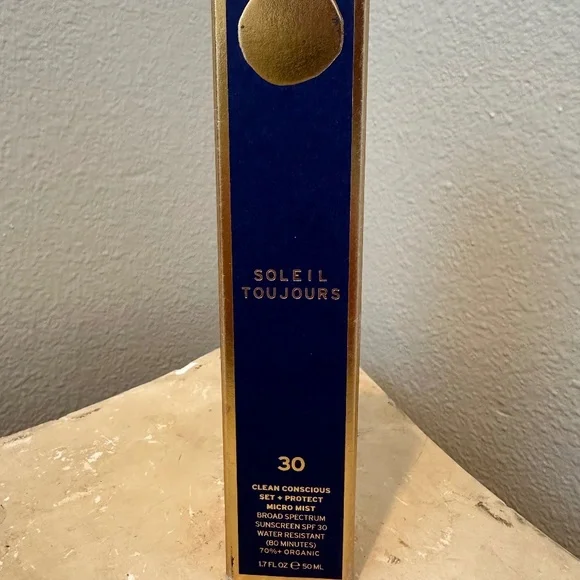 SOLEIL
TOUJOURS
30
CLEAN CONSCIOUS
SET + PROTECT
MICRO MIST
BROAD SPECTRUM
SUNSCREEN SPF 30
WATER RESISTANT
(80 MINUTES)
70%+ ORGANIC
1.7 FL OZ ℮ 50 ML